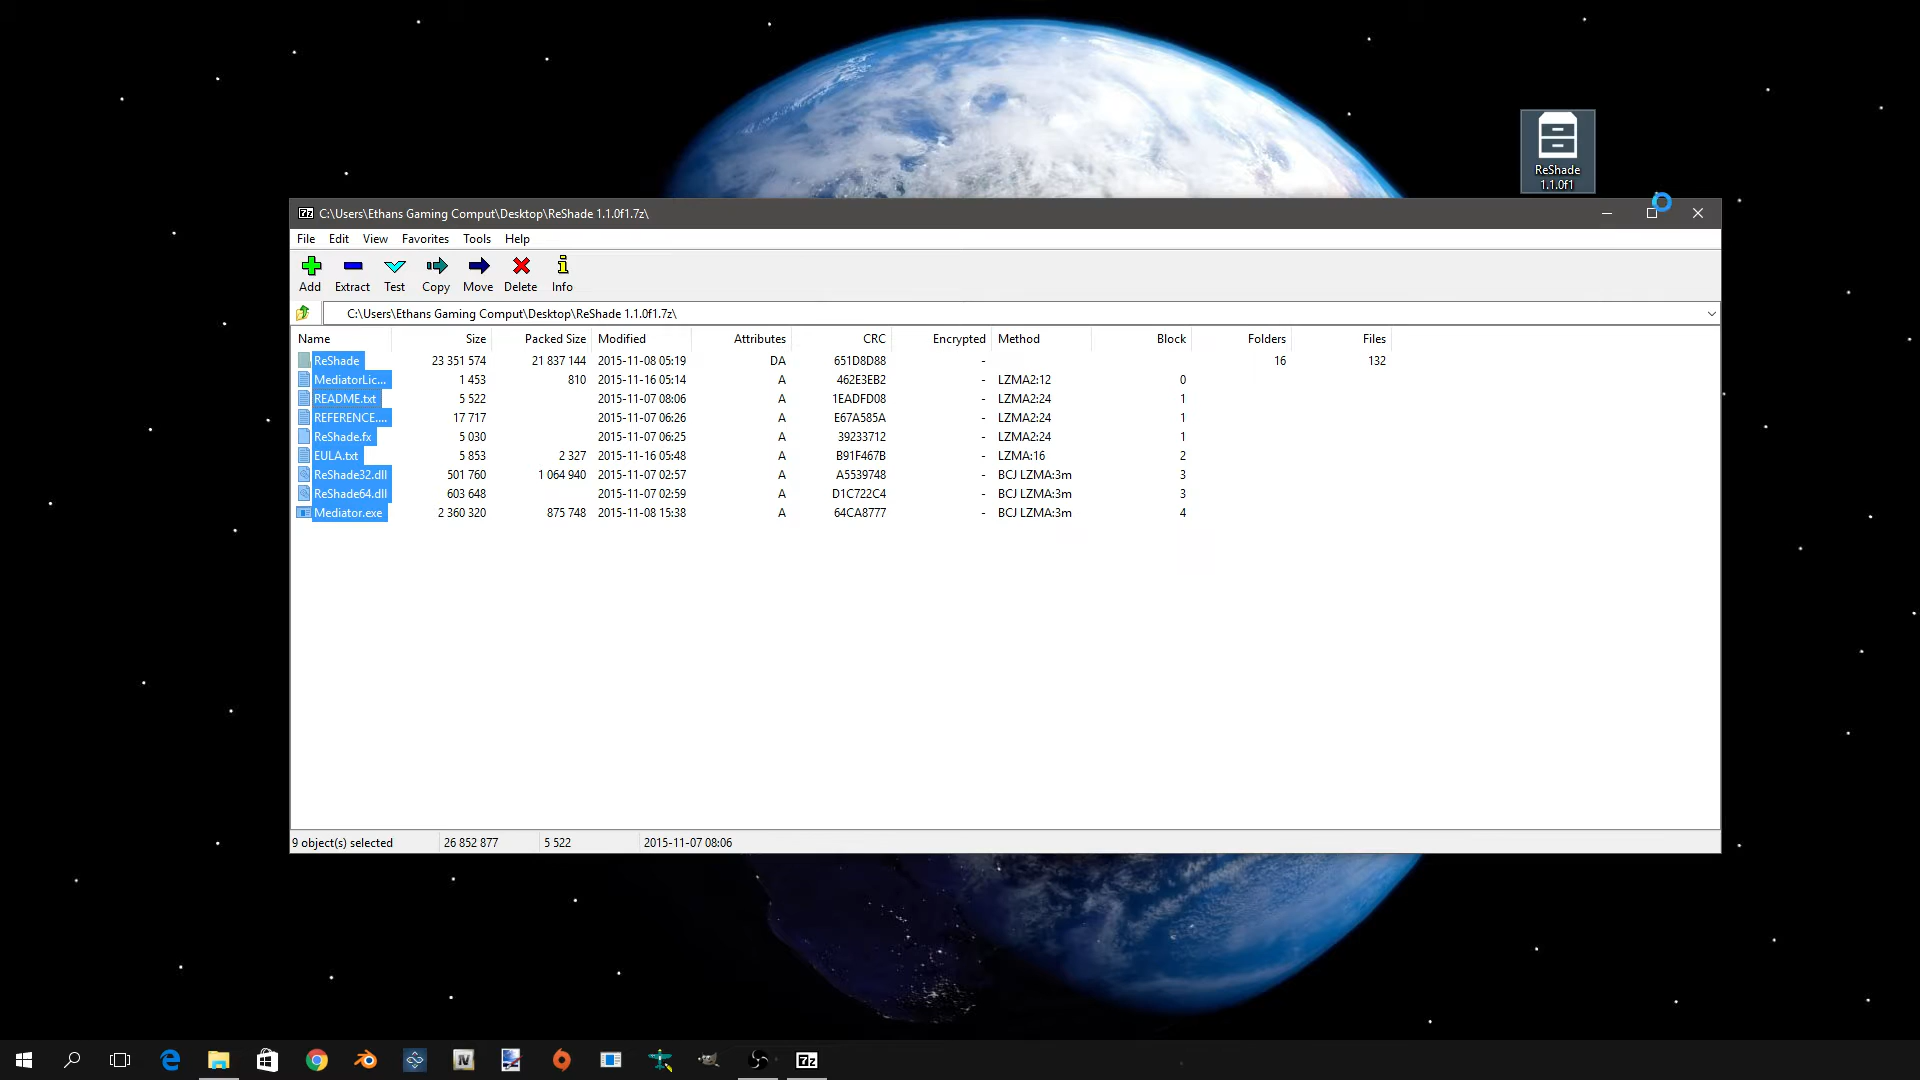 ReShade
1.1.0f1
C:\Users\Ethans Gaming Comput\Desktop\ReShade 1.1.0f1.7z\
File Edit View Favorites Tools Help
Add Extract Test Copy Move Delete Info
C:\Users\Ethans Gaming Comput\Desktop\ReShade 1.1.0f1.7z\
Name Size Packed Size Modified Attributes CRC Encrypted Method Block Folders Files
ReShade 23 351 574 21 837 144 2015-11-08 05:19 DA 651D8D88 - 16 132
MediatorLic... 1 453 810 2015-11-16 05:14 A 462E3EB2 - LZMA2:12 0
README.txt 5 522 2015-11-07 08:06 A 1EADFD08 - LZMA2:24 1
REFERENCE.... 17 717 2015-11-07 06:26 A E67A585A - LZMA2:24 1
ReShade.fx 5 030 2015-11-07 06:25 A 39233712 - LZMA2:24 1
EULA.txt 5 853 2 327 2015-11-16 05:48 A B91F467B - LZMA:16 2
ReShade32.dll 501 760 1 064 940 2015-11-07 02:57 A A5539748 - BCJ LZMA:3m 3
ReShade64.dll 603 648 2015-11-07 02:59 A D1C722C4 - BCJ LZMA:3m 3
Mediator.exe 2 360 320 875 748 2015-11-08 15:38 A 64CA8777 - BCJ LZMA:3m 4
9 object(s) selected 26 852 877 5 522 2015-11-07 08:06